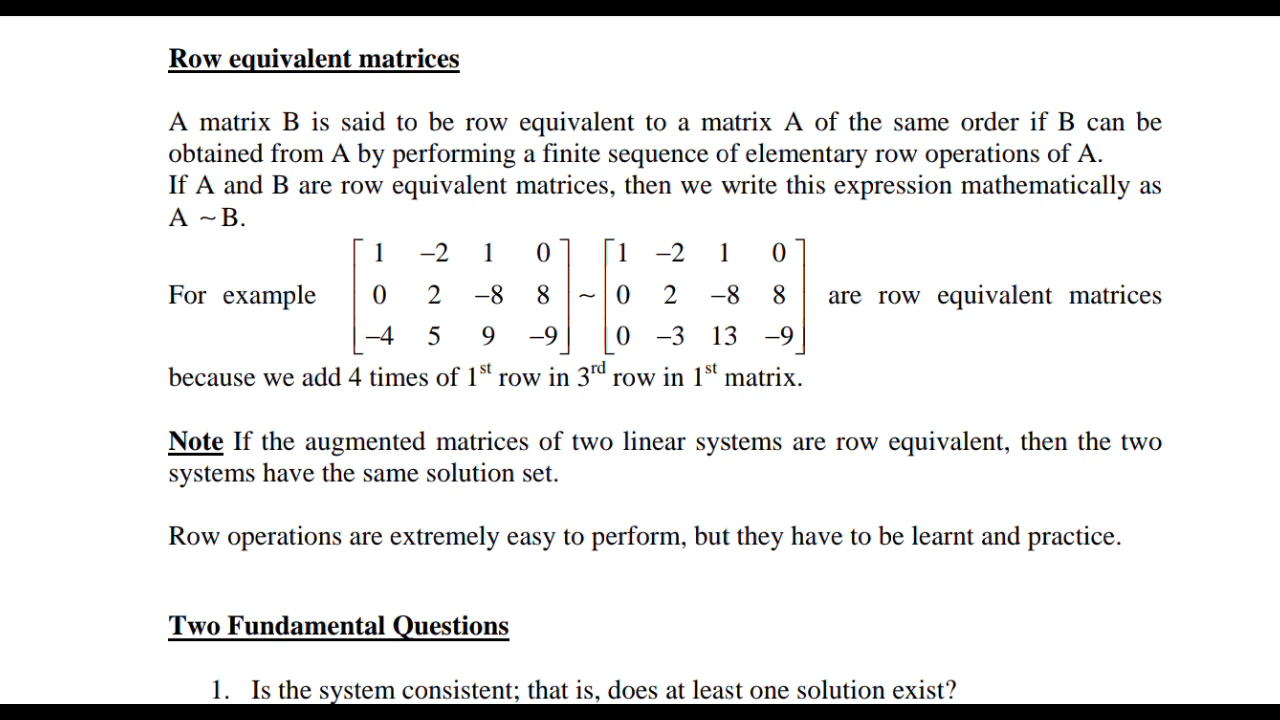 Row equivalent matrices
A matrix B is said to be row equivalent to a matrix A of the same order if B can be
obtained from A by performing a finite sequence of elementary row operations of A.
If A and B are row equivalent matrices, then we write this expression mathematically as
A ~ B.
1 –2 1 0 1 –2 1 0
For example 0 2 –8 8 ~ 0 2 –8 8 are row equivalent matrices
–4 5 9 –9 0 –3 13 –9
because we add 4 times of 1st row in 3rd row in 1st matrix.
Note If the augmented matrices of two linear systems are row equivalent, then the two
systems have the same solution set.
Row operations are extremely easy to perform, but they have to be learnt and practice.
Two Fundamental Questions
1. Is the system consistent; that is, does at least one solution exist?